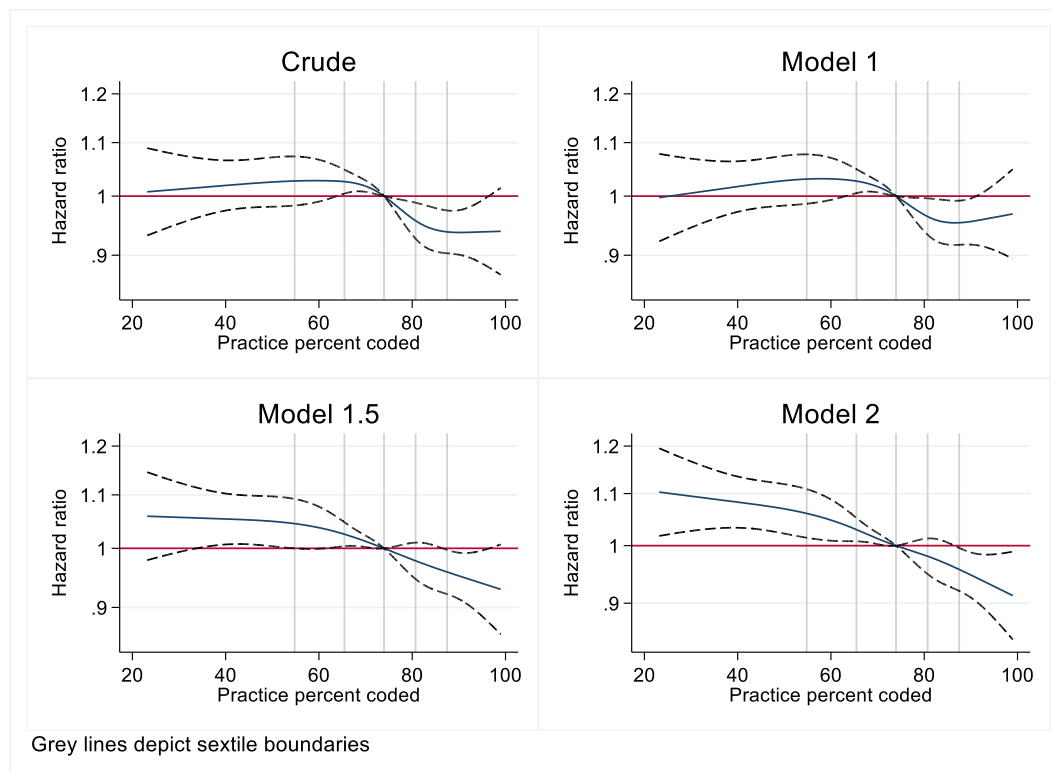 Crude
Hazard ratio
1.2
1.1
1
.9
20 40 60 80 100
Practice percent coded
Model 1
Hazard ratio
1.2
1.1
1
.9
20 40 60 80 100
Practice percent coded
Model 1.5
Hazard ratio
1.2
1.1
1
.9
20 40 60 80 100
Practice percent coded
Model 2
Hazard ratio
1.2
1.1
1
.9
20 40 60 80 100
Practice percent coded
Grey lines depict sextile boundaries